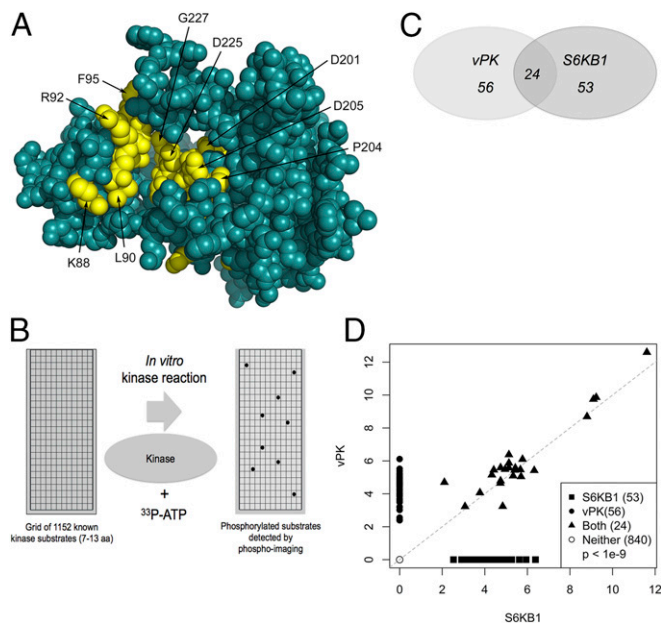 A
G227
D225
F95
D201
R92
D205
P204
K88
L90
C
vPK
S6KB1
56
24
53
B
In vitro
kinase reaction
Kinase
+
33P-ATP
Grid of 1152 known
kinase substrates (7-13 aa)
Phosphorylated substrates
detected by
phospho-imaging
D
vPK
12
10
8
6
4
2
0
S6KB1 (53)
vPK(56)
Both (24)
Neither (840)
p < 1e-9
0 2 4 6 8 10 12
S6KB1